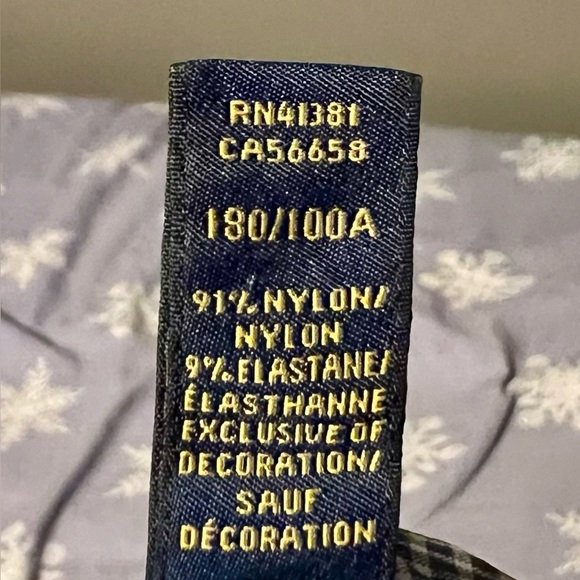 RN41381
CA56658
180/100A
91% NYLON/
NYLON
9% ELASTANE/
ÉLASTHANNE
EXCLUSIVE OF
DECORATION/
SAUF
DÉCORATION